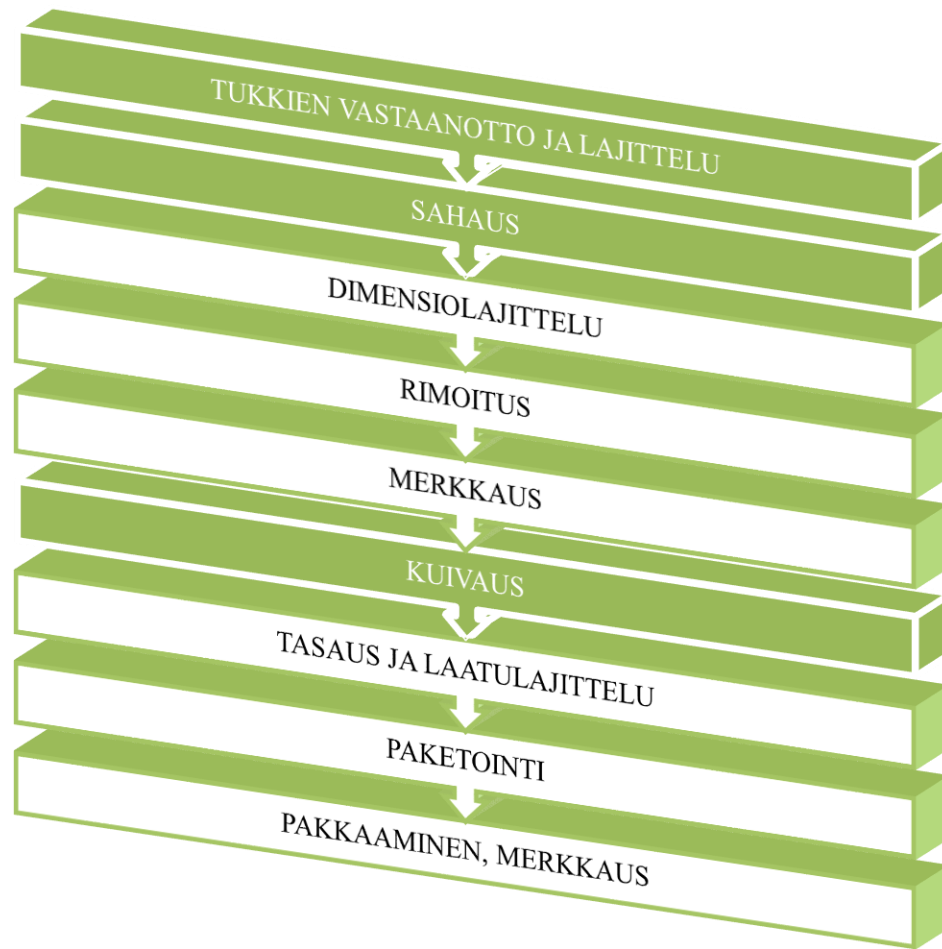 TUKKIEN VASTAANOTTO JA LAJITTELU
SAHAUS
DIMENSIOLAJITTELU
RIMOITUS
MERKKAUS
KUIVAUS
TASAUS JA LAATULAJITTELU
PAKETOINTI
PAKKAAMINEN, MERKKAUS